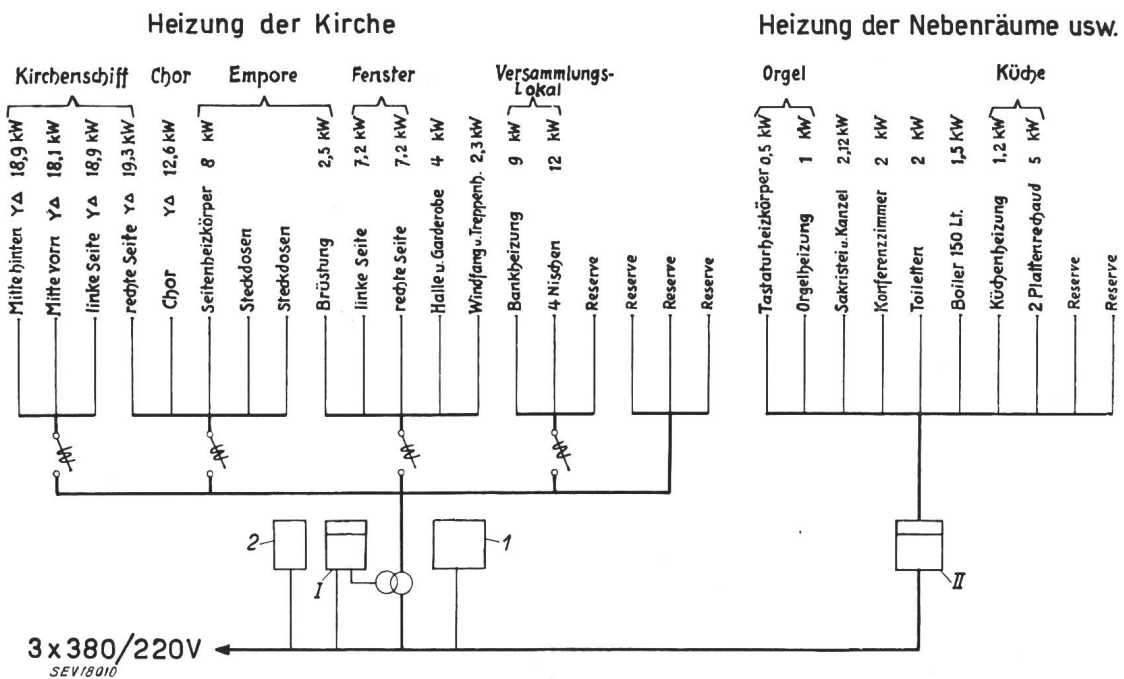 Heizung der Kirche
Heizung der Nebenräume usw.
Kirchenschiff
Chor
Empore
Fenster
Versammlungs-
Lokal
Orgel
Küche
Mitte hinten Y∆ 18,9 kW
Mitte vorn Y∆ 18,1 kW
linke Seite Y∆ 18,9 kW
rechte Seite Y∆ 19,3 kW
Chor Y∆ 12,6 kW
Seitenheizkörper 8 kW
Steckdosen
Steckdosen
Brüstung 2,5 kW
linke Seite 7,2 kW
rechte Seite 7,2 kW
Halle u. Garderobe 4 kW
Windfang u. Treppenh. 2,3 kW
Bankheizung 9 kW
4 Nischen 12 kW
Reserve
Reserve
Reserve
Reserve
Tastaturheizkörper 0,5 kW
Orgelheizung 1 kW
Sakristei u. Kanzel 2,12 kW
Konferenzzimmer 2 kW
Toiletten 2 kW
Boiler 150 Lt. 1,5 kW
Küchenheizung 1,2 kW
2 Plattenrechaud 5 kW
Reserve
Reserve
2
I
1
II
3 x 380/220V
SEV18010